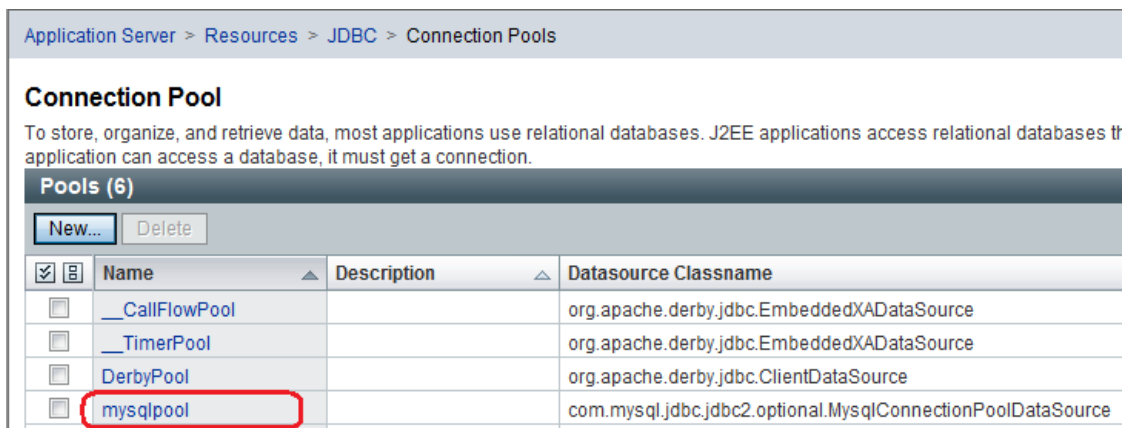 Application Server > Resources > JDBC > Connection Pools
Connection Pool
To store, organize, and retrieve data, most applications use relational databases. J2EE applications access relational databases
application can access a database, it must get a connection.
Pools (6)
New... Delete
Name Description Datasource Classname
__CallFlowPool org.apache.derby.jdbc.EmbeddedXADataSource
__TimerPool org.apache.derby.jdbc.EmbeddedXADataSource
DerbyPool org.apache.derby.jdbc.ClientDataSource
mysqlpool com.mysql.jdbc.jdbc2.optional.MysqlConnectionPoolDataSource